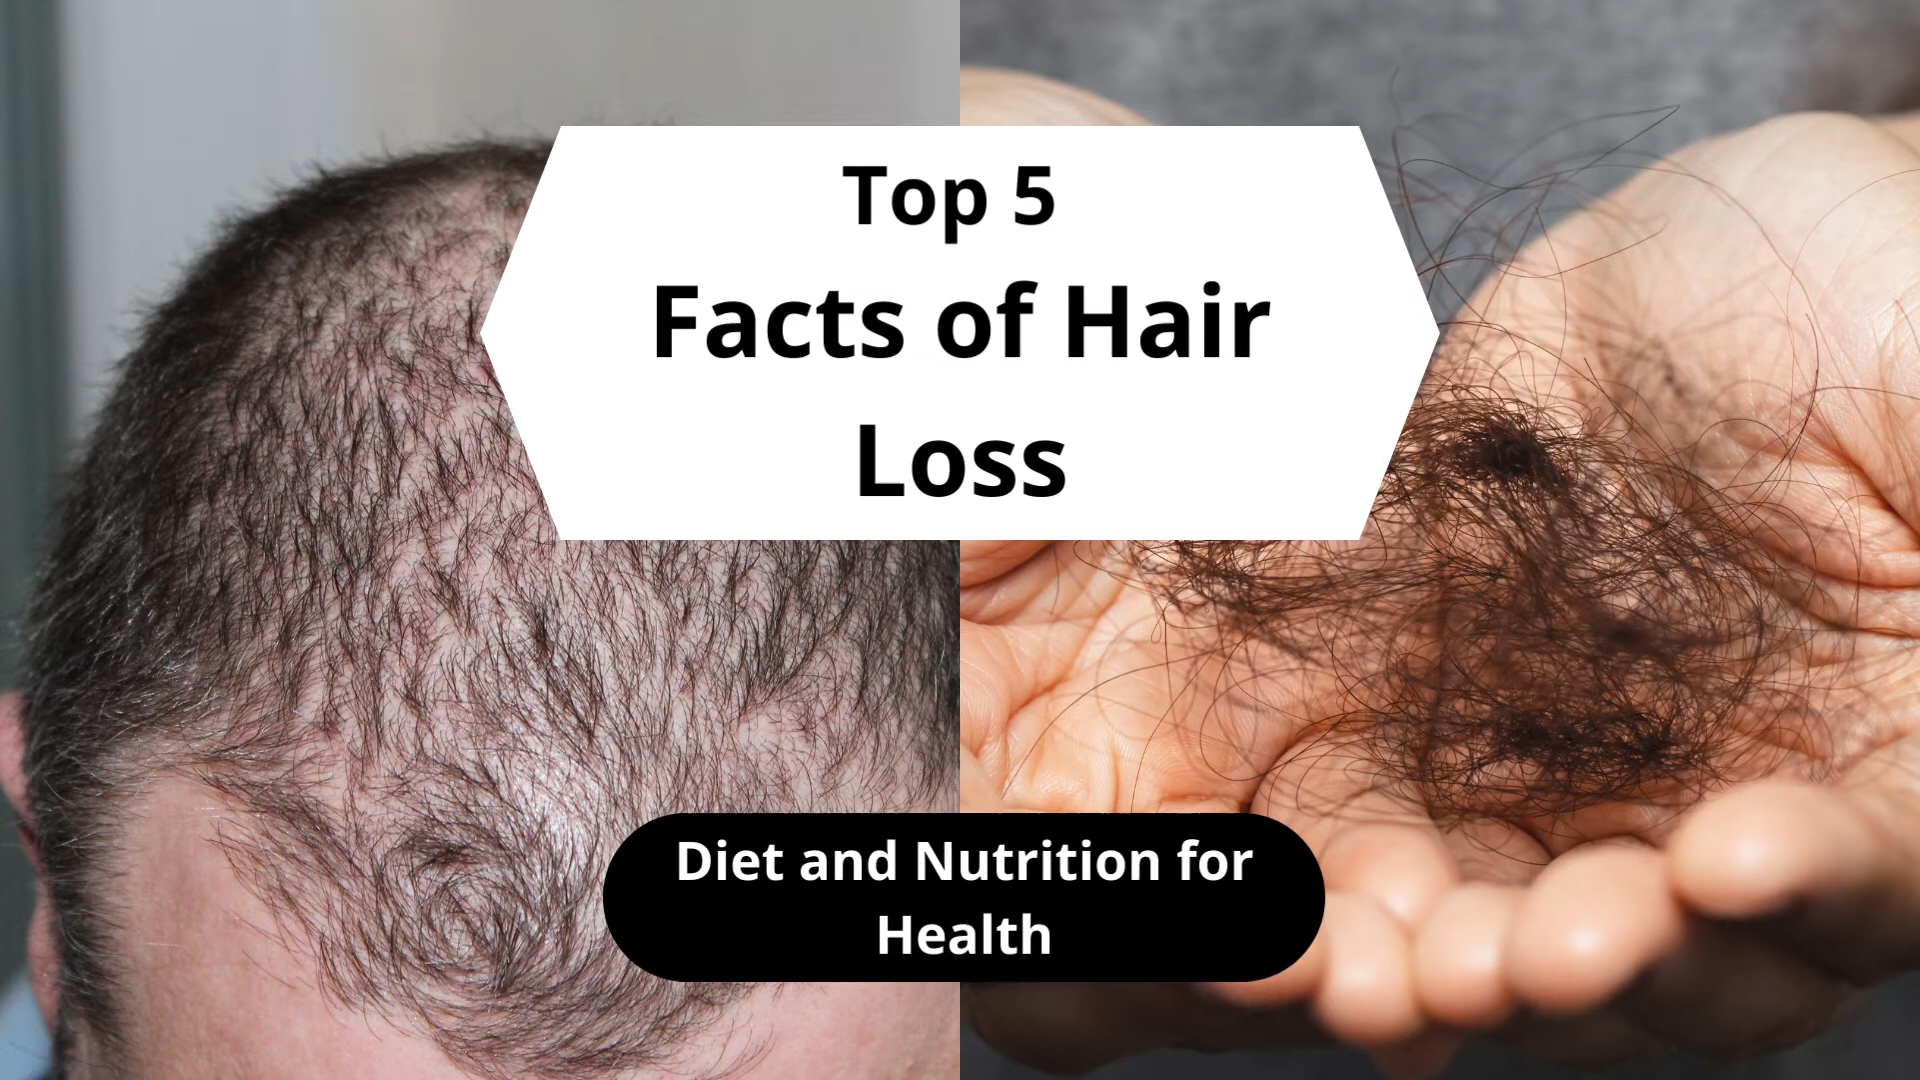 Top 5
Facts of Hair
Loss
Diet and Nutrition for
Health